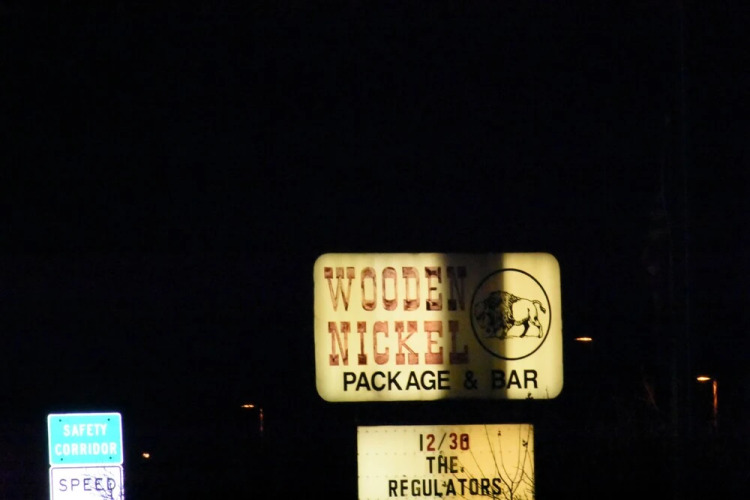 WOODEN
NICKEL
PACKAGE & BAR
12/30
THE
REGULATORS
SAFETY
CORRIDOR
SPEED